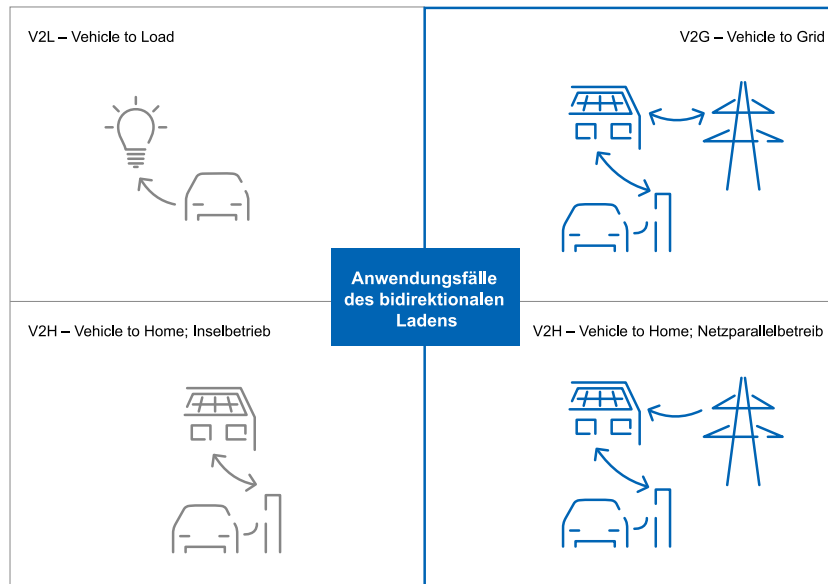 V2L – Vehicle to Load
V2G – Vehicle to Grid
Anwendungsfälle
des bidirektionalen
Ladens
V2H – Vehicle to Home; Inselbetrieb
V2H – Vehicle to Home; Netzparallelbetreib